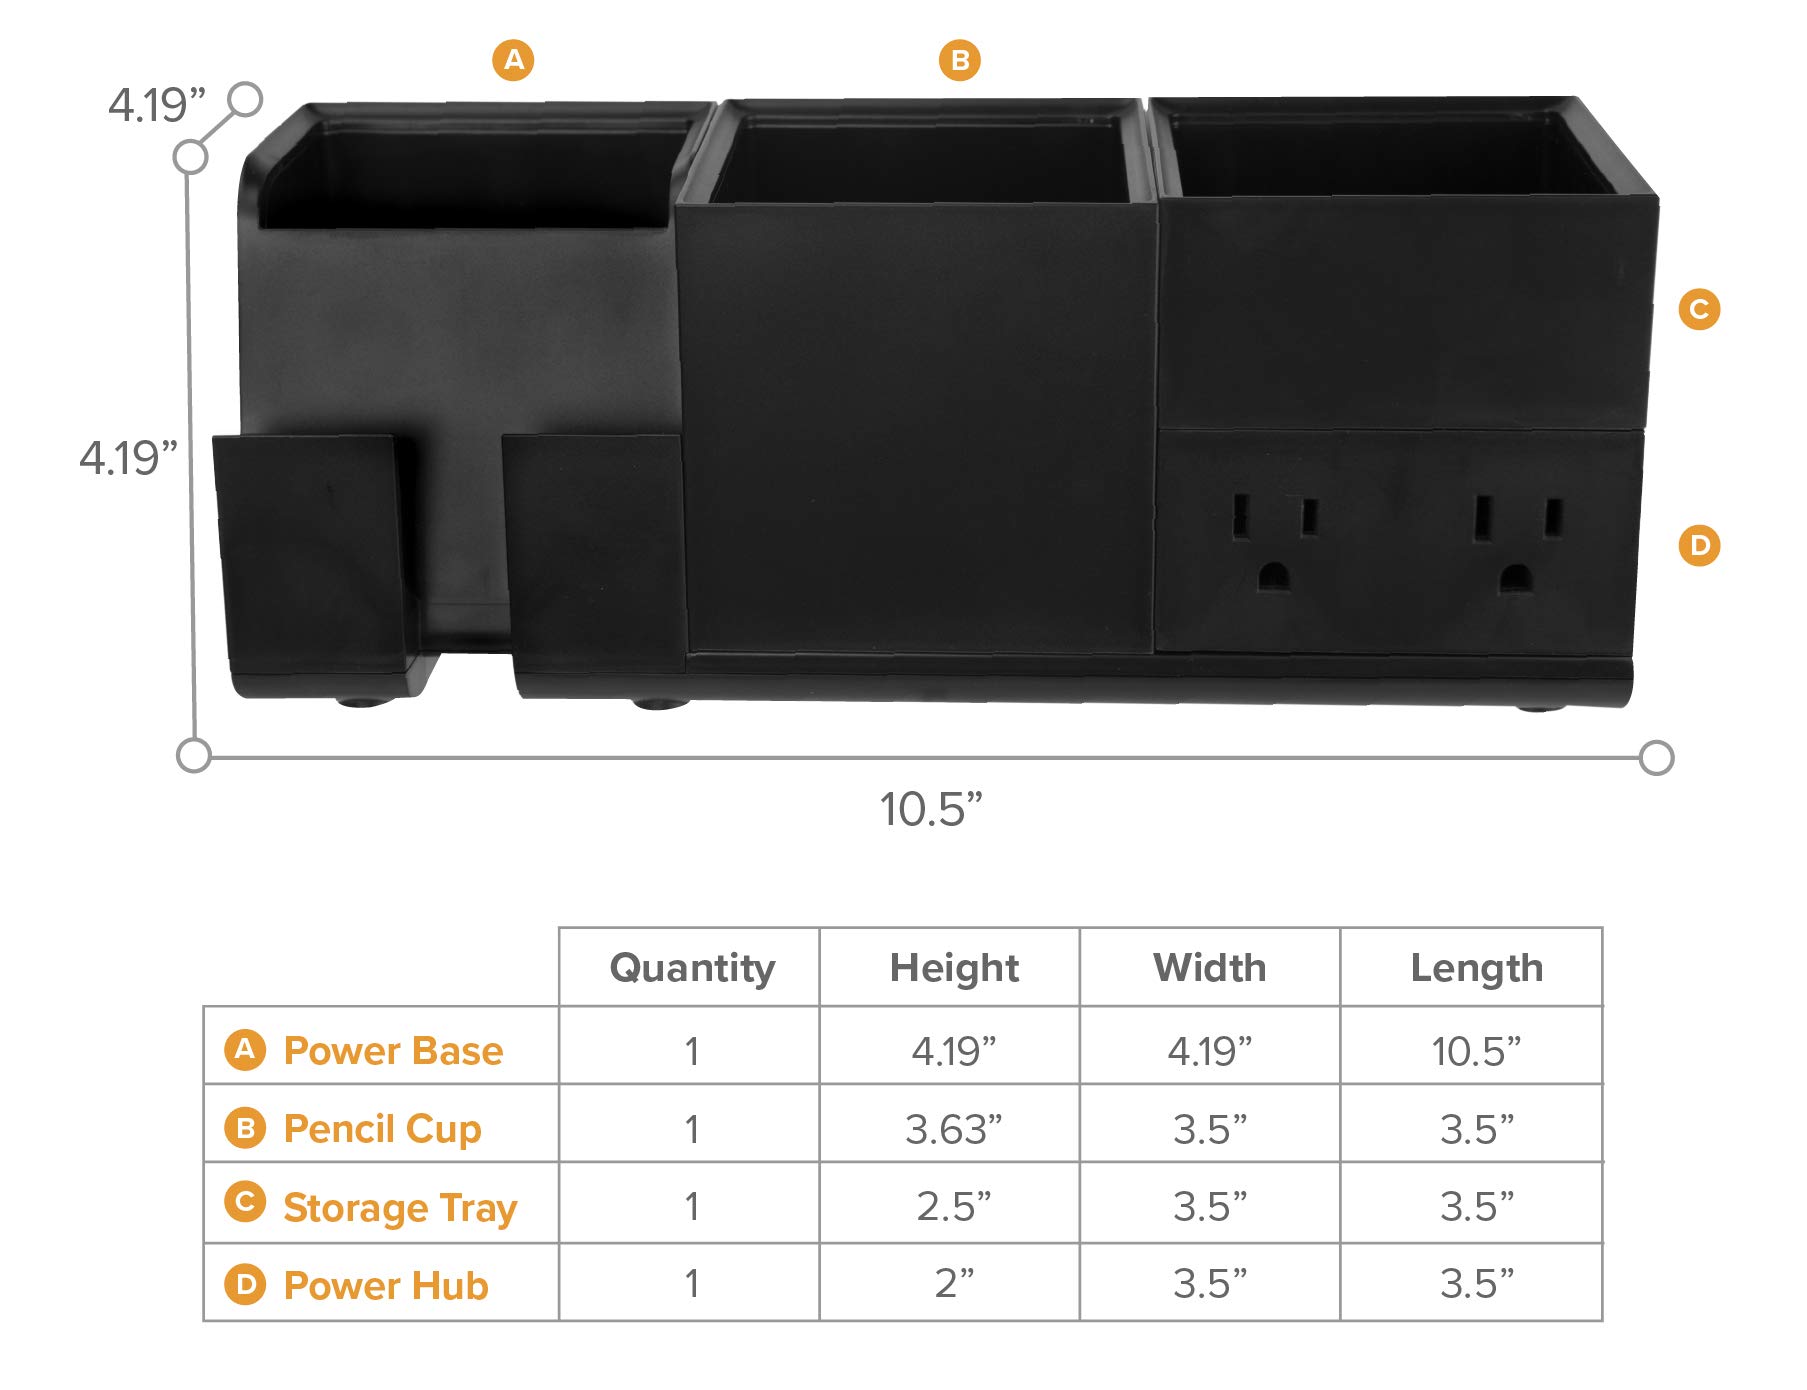 A
B
4.19”
C
4.19”
D
10.5”
Quantity Height Width Length
A Power Base 1 4.19” 4.19” 10.5”
B Pencil Cup 1 3.63” 3.5” 3.5”
C Storage Tray 1 2.5” 3.5” 3.5”
D Power Hub 1 2” 3.5” 3.5”